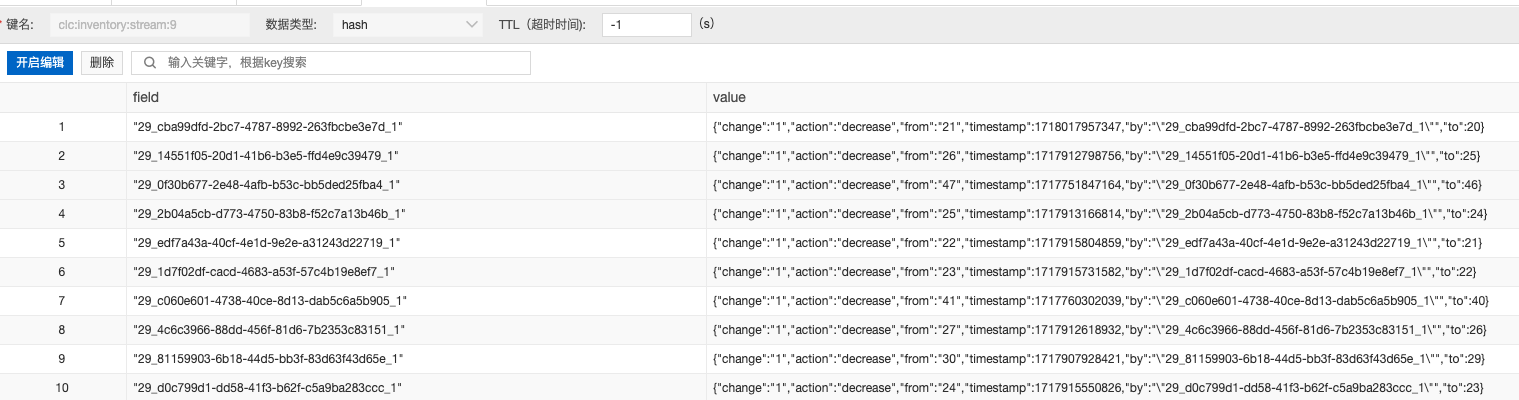 * 键名: clc:inventory:stream:9 数据类型: hash TTL（超时时间）: -1 (s)
开启编辑 删除 输入关键字，根据key搜索
field value
1 "29_cba99dfd-2bc7-4787-8992-263fbcbe3e7d_1" {"change":"1","action":"decrease","from":"21","timestamp":1718017957347,"by":"\"29_cba99dfd-2bc7-4787-8992-263fbcbe3e7d_1\"","to":20}
2 "29_14551f05-20d1-41b6-b3e5-ffd4e9c39479_1" {"change":"1","action":"decrease","from":"26","timestamp":1717912798756,"by":"\"29_14551f05-20d1-41b6-b3e5-ffd4e9c39479_1\"","to":25}
3 "29_0f30b677-2e48-4afb-b53c-bb5ded25fba4_1" {"change":"1","action":"decrease","from":"47","timestamp":1717751847164,"by":"\"29_0f30b677-2e48-4afb-b53c-bb5ded25fba4_1\"","to":46}
4 "29_2b04a5cb-d773-4750-83b8-f52c7a13b46b_1" {"change":"1","action":"decrease","from":"25","timestamp":1717913166814,"by":"\"29_2b04a5cb-d773-4750-83b8-f52c7a13b46b_1\"","to":24}
5 "29_edf7a43a-40cf-4e1d-9e2e-a31243d22719_1" {"change":"1","action":"decrease","from":"22","timestamp":1717915804859,"by":"\"29_edf7a43a-40cf-4e1d-9e2e-a31243d22719_1\"","to":21}
6 "29_1d7f02df-cacd-4683-a53f-57c4b19e8ef7_1" {"change":"1","action":"decrease","from":"23","timestamp":1717915731582,"by":"\"29_1d7f02df-cacd-4683-a53f-57c4b19e8ef7_1\"","to":22}
7 "29_c060e601-4738-40ce-8d13-dab5c6a5b905_1" {"change":"1","action":"decrease","from":"41","timestamp":1717760302039,"by":"\"29_c060e601-4738-40ce-8d13-dab5c6a5b905_1\"","to":40}
8 "29_4c6c3966-88dd-456f-81d6-7b2353c83151_1" {"change":"1","action":"decrease","from":"27","timestamp":1717912618932,"by":"\"29_4c6c3966-88dd-456f-81d6-7b2353c83151_1\"","to":26}
9 "29_81159903-6b18-44d5-bb3f-83d63f43d65e_1" {"change":"1","action":"decrease","from":"30","timestamp":1717907928421,"by":"\"29_81159903-6b18-44d5-bb3f-83d63f43d65e_1\"","to":29}
10 "29_d0c799d1-dd58-41f3-b62f-c5a9ba283ccc_1" {"change":"1","action":"decrease","from":"24","timestamp":1717915550826,"by":"\"29_d0c799d1-dd58-41f3-b62f-c5a9ba283ccc_1\"","to":23}